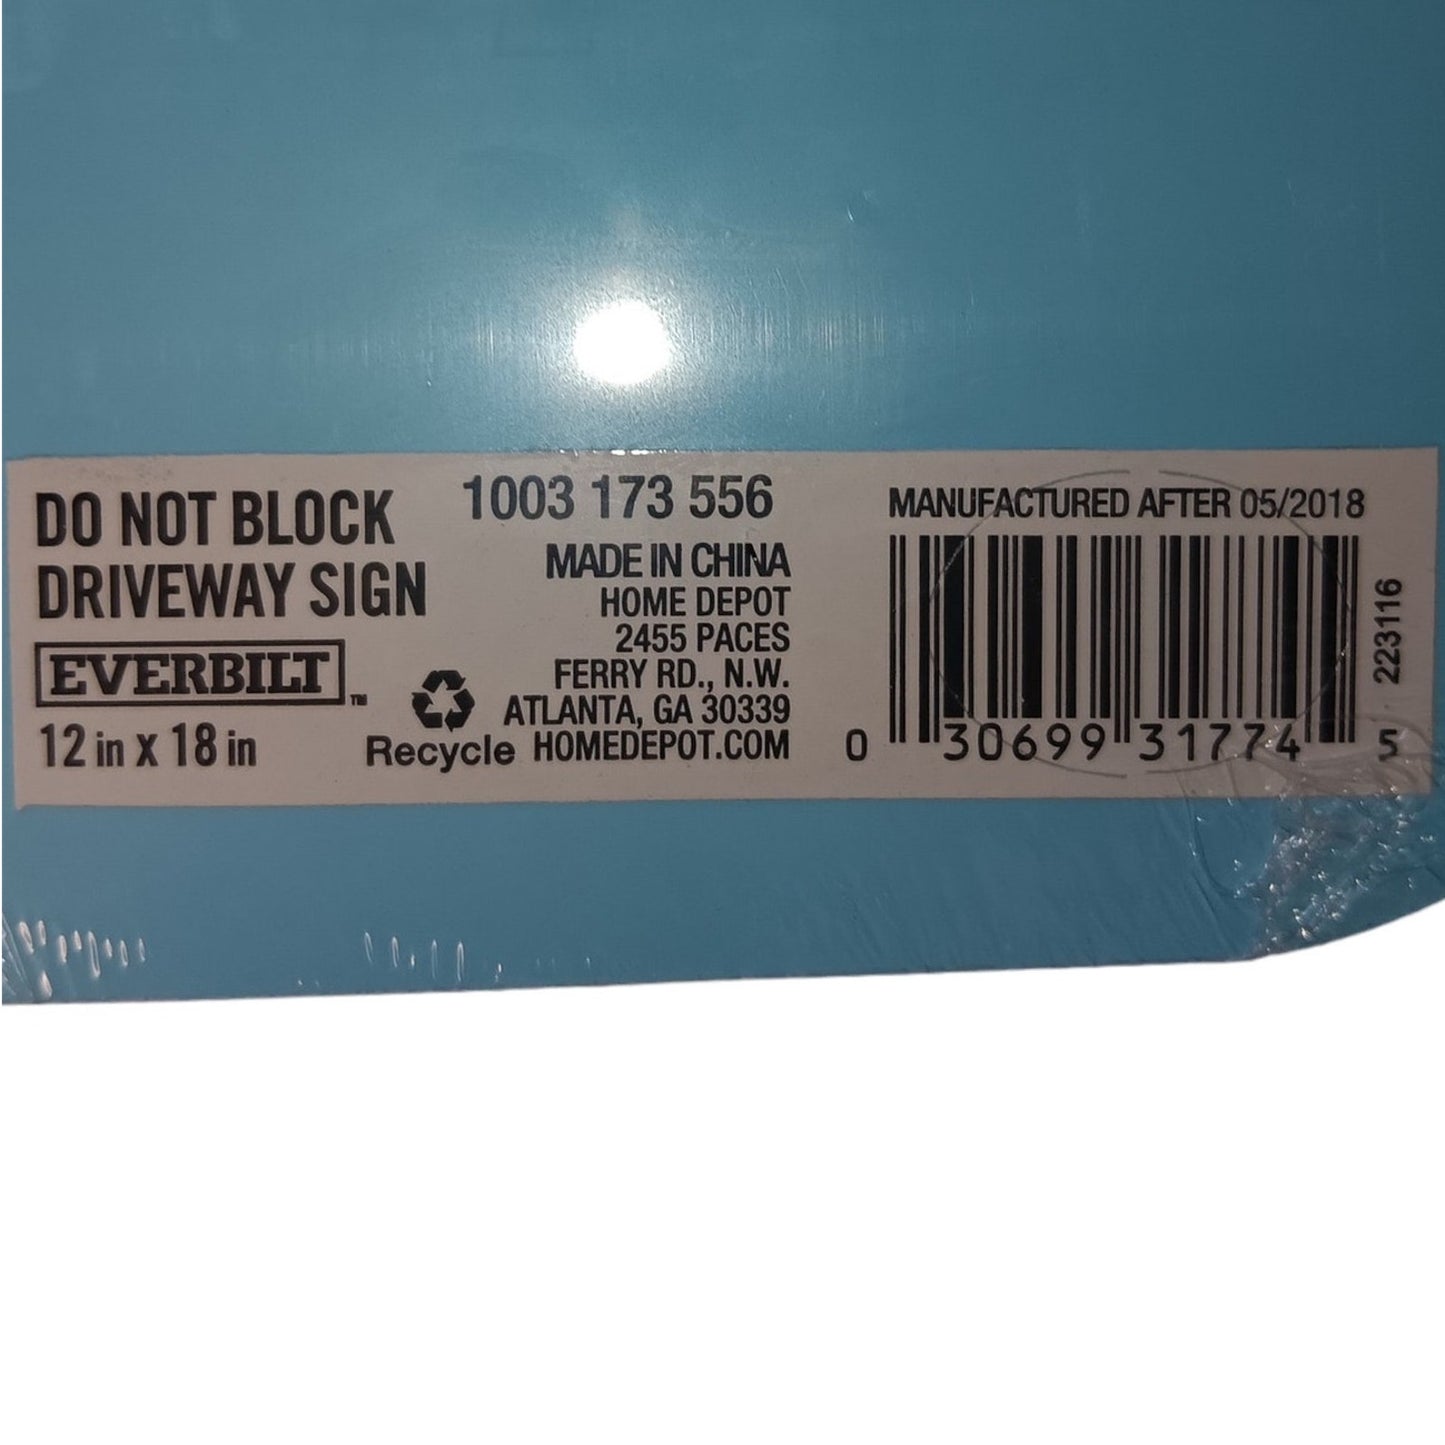 DO NOT BLOCK
DRIVEWAY SIGN
EVERBILT™
12 in x 18 in
Recycle
1003 173 556
MADE IN CHINA
HOME DEPOT
2455 PACES
FERRY RD., N.W.
ATLANTA, GA 30339
HOMEDEPOT.COM
MANUFACTURED AFTER 05/2018
0 30699 31774 5
223116